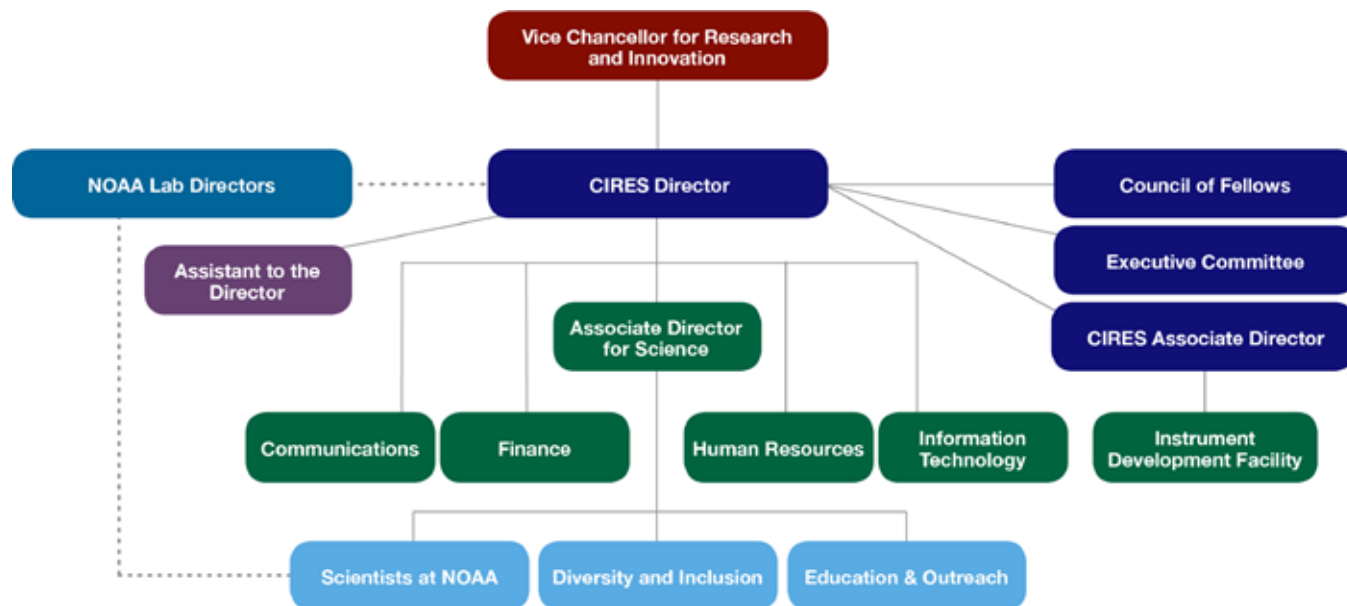 Vice Chancellor for Research
and Innovation
NOAA Lab Directors
CIRES Director
Council of Fellows
Assistant to the
Director
Executive Committee
Associate Director
for Science
CIRES Associate Director
Communications
Finance
Human Resources
Information
Technology
Instrument
Development Facility
Scientists at NOAA
Diversity and Inclusion
Education & Outreach